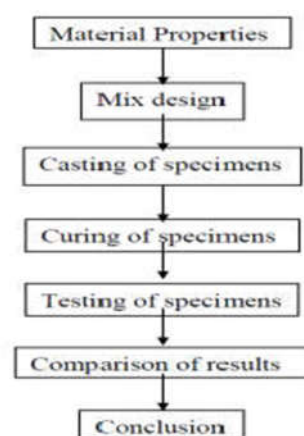 Material Properties
Mix design
Casting of specimens
Curing of specimens
Testing of specimens
Comparison of results
Conclusion